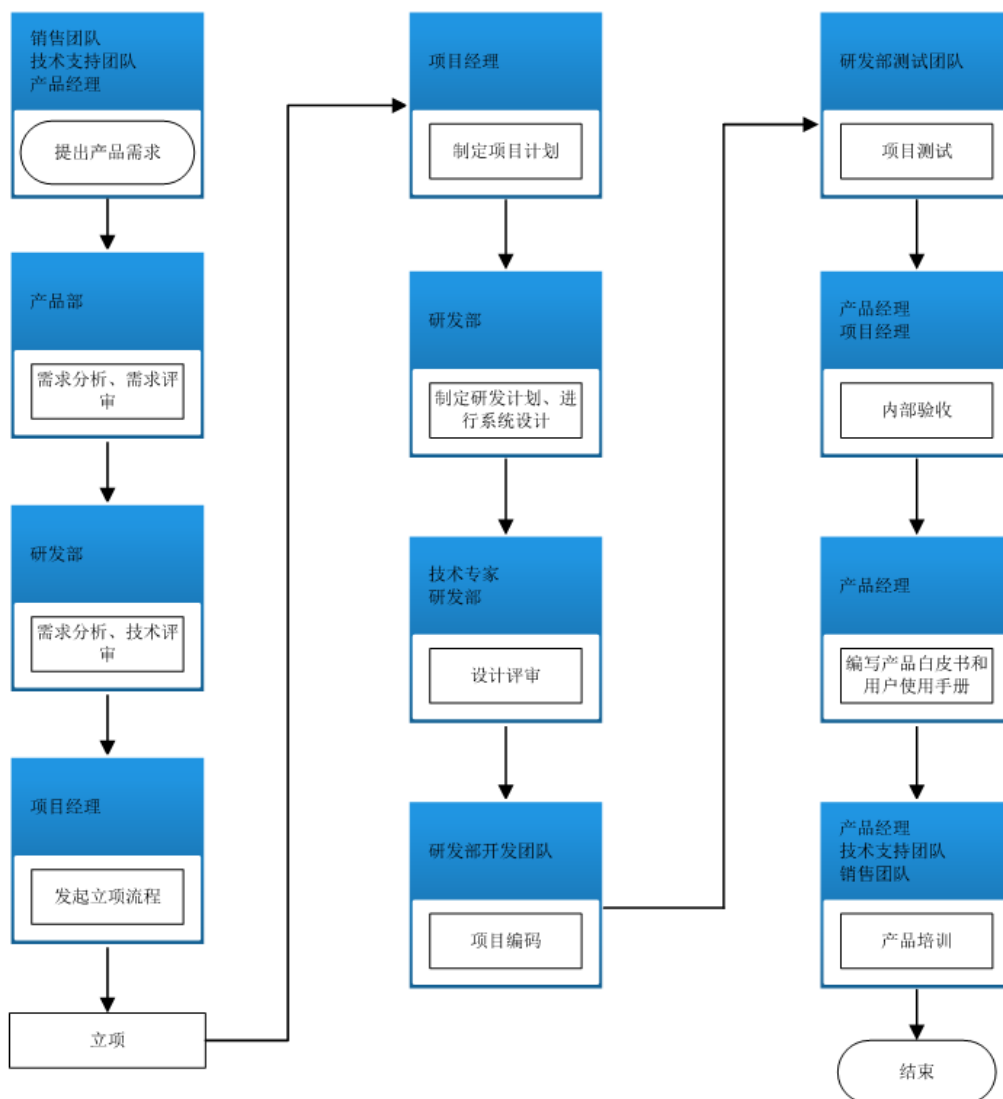 销售团队
技术支持团队
产品经理
提出产品需求
产品部
需求分析、需求评
审
研发部
需求分析、技术评
审
项目经理
发起立项流程
立项
项目经理
制定项目计划
研发部
制定研发计划、进
行系统设计
技术专家
研发部
设计评审
研发部开发团队
项目编码
研发部测试团队
项目测试
产品经理
项目经理
内部验收
产品经理
编写产品白皮书和
用户使用手册
产品经理
技术支持团队
销售团队
产品培训
结束